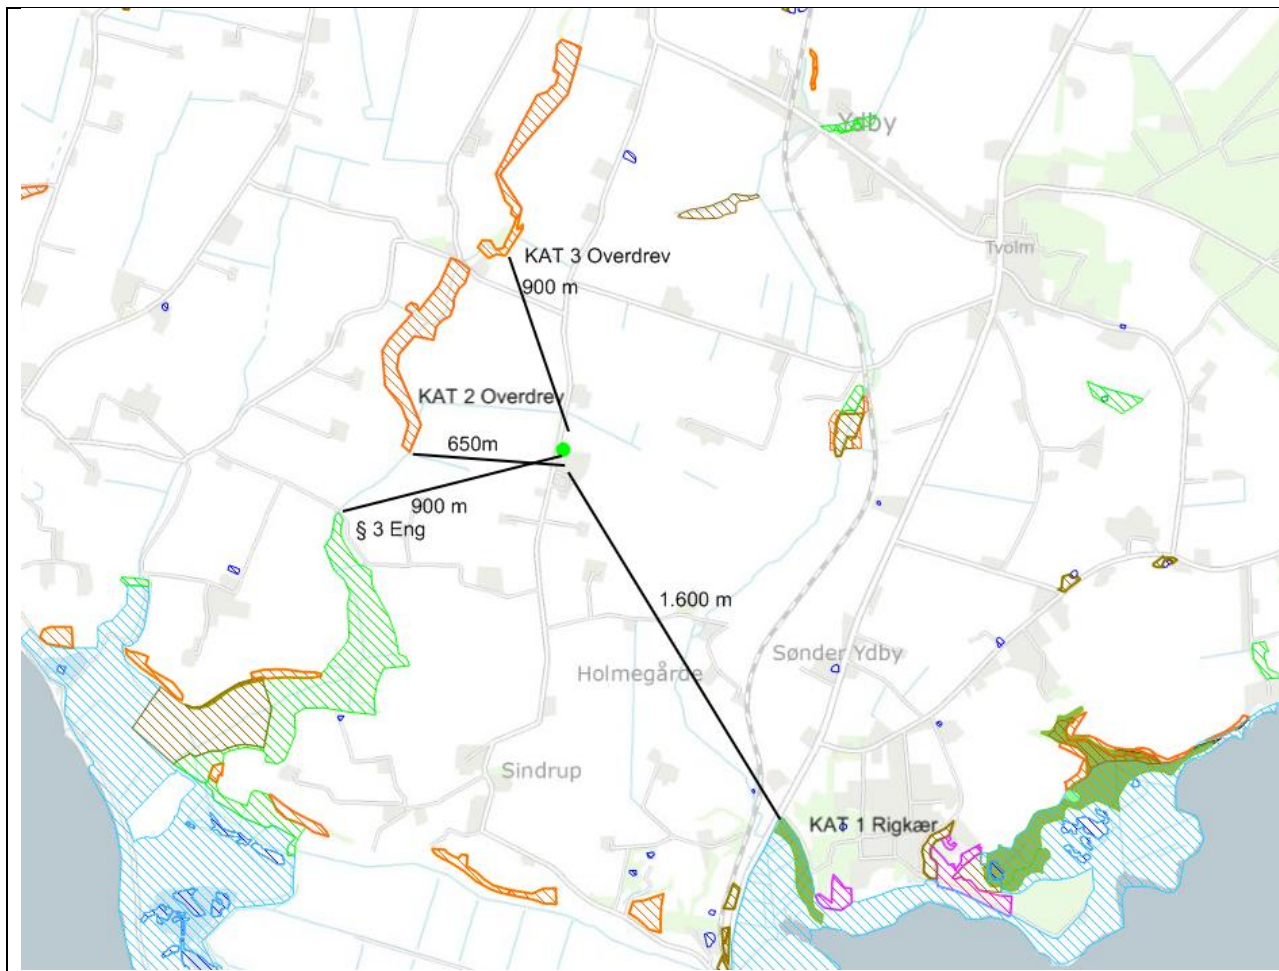 Ydby
Tvolm
KAT 3 Overdrev
900 m
KAT 2 Overdrev
650m
900 m
§ 3 Eng
1.600 m
Sønder Ydby
Holmegårde
Sindrup
KAT 1 Rigkær